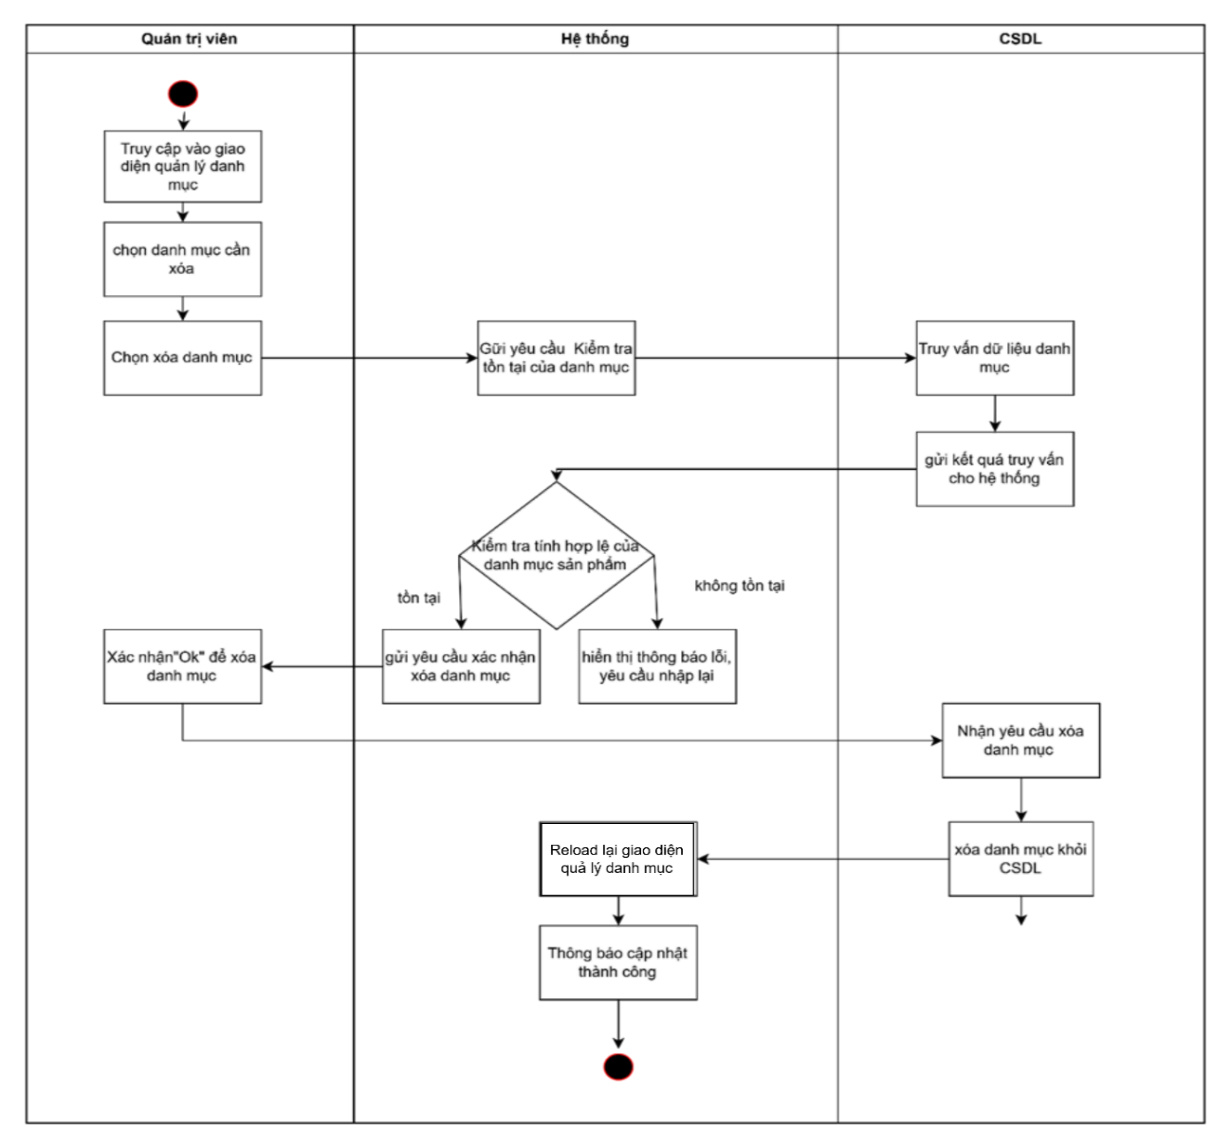 Quản trị viên
Hệ thống
CSDL
Truy cập vào giao
diện quản lý danh
mục
chọn danh mục cần
xóa
Chọn xóa danh mục
Gữi yêu cầu  Kiểm tra
tồn tại của danh mục
Truy vấn dữ liệu danh
mục
gửi kết quả truy vấn
cho hệ thống
Kiểm tra tính hợp lệ của
danh mục sản phẩm
tồn tại
không tồn tại
Xác nhận"Ok" để xóa
danh mục
gửi yêu cầu xác nhận
xóa danh mục
hiển thị thông báo lỗi,
yêu cầu nhập lại
Nhận yêu cầu xóa
danh mục
Reload lại giao diện
quả lý danh mục
xóa danh mục khỏi
CSDL
Thông báo cập nhật
thành công